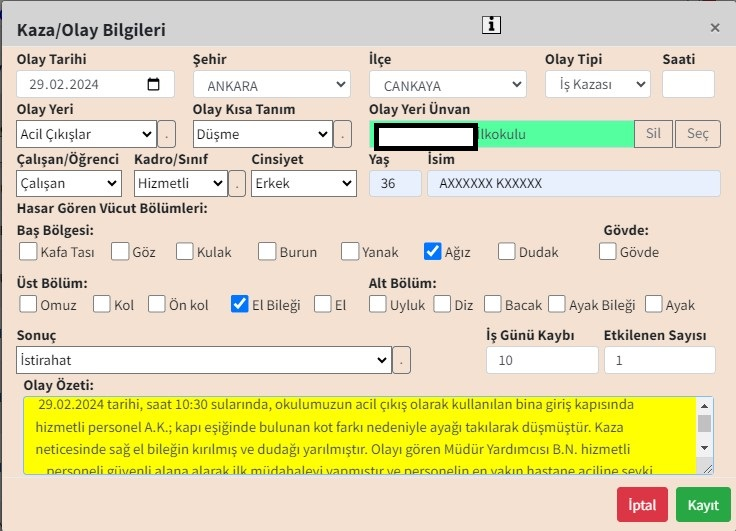 Kaza/Olay Bilgileri
×
Olay Tarihi Şehir İlçe Olay Tipi Saati
29.02.2024 ANKARA CANKAYA İş Kazası
Olay Yeri Olay Kısa Tanım Olay Yeri Ünvan
Acil Çıkışlar . Düşme . İlkokulu Sil Seç
Çalışan/Öğrenci Kadro/Sınıf Cinsiyet Yaş İsim
Çalışan Hizmetli . Erkek 36 AXXXXXX KXXXXX
Hasar Gören Vücut Bölümleri:
Baş Bölgesi: Gövde:
Kafa Tası Göz Kulak Burun Yanak Ağız Dudak Gövde
Üst Bölüm: Alt Bölüm:
Omuz Kol Ön kol El Bileği El Uyluk Diz Bacak Ayak Bileği Ayak
Sonuç İş Günü Kaybı Etkilenen Sayısı
İstirahat . 10 1
Olay Özeti:
29.02.2024 tarihi, saat 10:30 sularında, okulumuzun acil çıkış olarak kullanılan bina giriş kapısında
hizmetli personel A.K.; kapı eşiğinde bulunan kot farkı nedeniyle ayağı takılarak düşmüştür. Kaza
neticesinde sağ el bileğin kırılmış ve dudağı yarılmıştır. Olayı gören Müdür Yardımcısı B.N. hizmetli
personeli güvenli alana alarak ilk müdahaleyi yapmıştır ve personelin en yakın hastane aciline sevki
İptal Kayıt